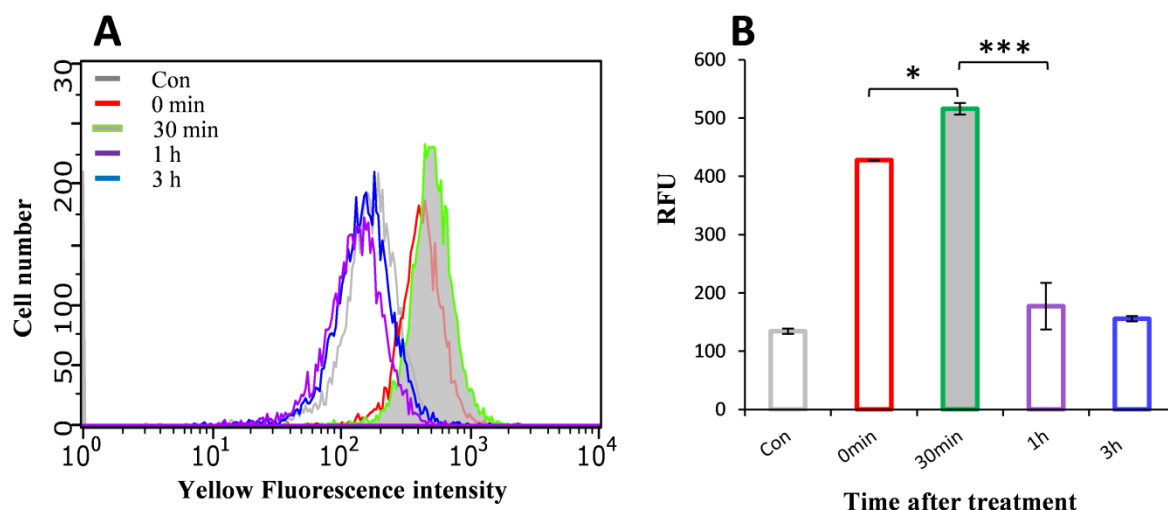 A
30
200
150
100
50
0
Cell number
Con
0 min
30 min
1 h
3 h
10^0
10^1
10^2
10^3
10^4
Yellow Fluorescence intensity
B
600
500
400
300
200
100
0
RFU
*
***
Con
0min
30min
1h
3h
Time after treatment